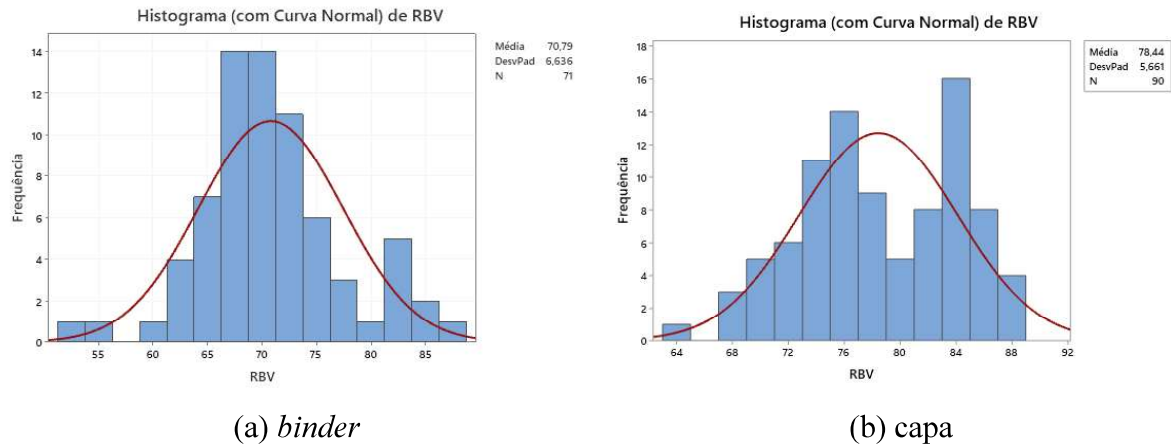 Histograma (com Curva Normal) de RBV
Média 70,79
DesvPad 6,636
N 71
Frequência
14
12
10
8
6
4
2
0
55 60 65 70 75 80 85
RBV
(a) binder
Histograma (com Curva Normal) de RBV
Média 78,44
DesvPad 5,661
N 90
Frequência
18
16
14
12
10
8
6
4
2
0
64 68 72 76 80 84 88 92
RBV
(b) capa